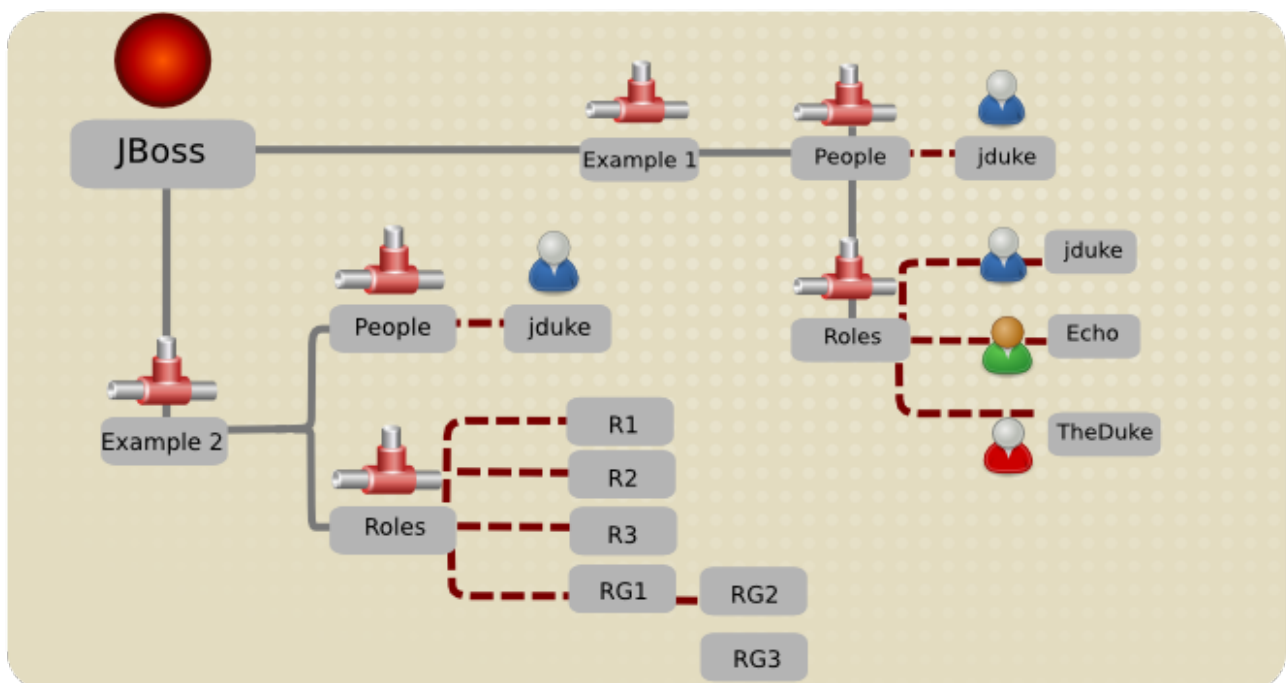 JBoss
Example 1
People
jduke
jduke
Roles
Echo
TheDuke
People
jduke
Example 2
Roles
R1
R2
R3
RG1
RG2
RG3